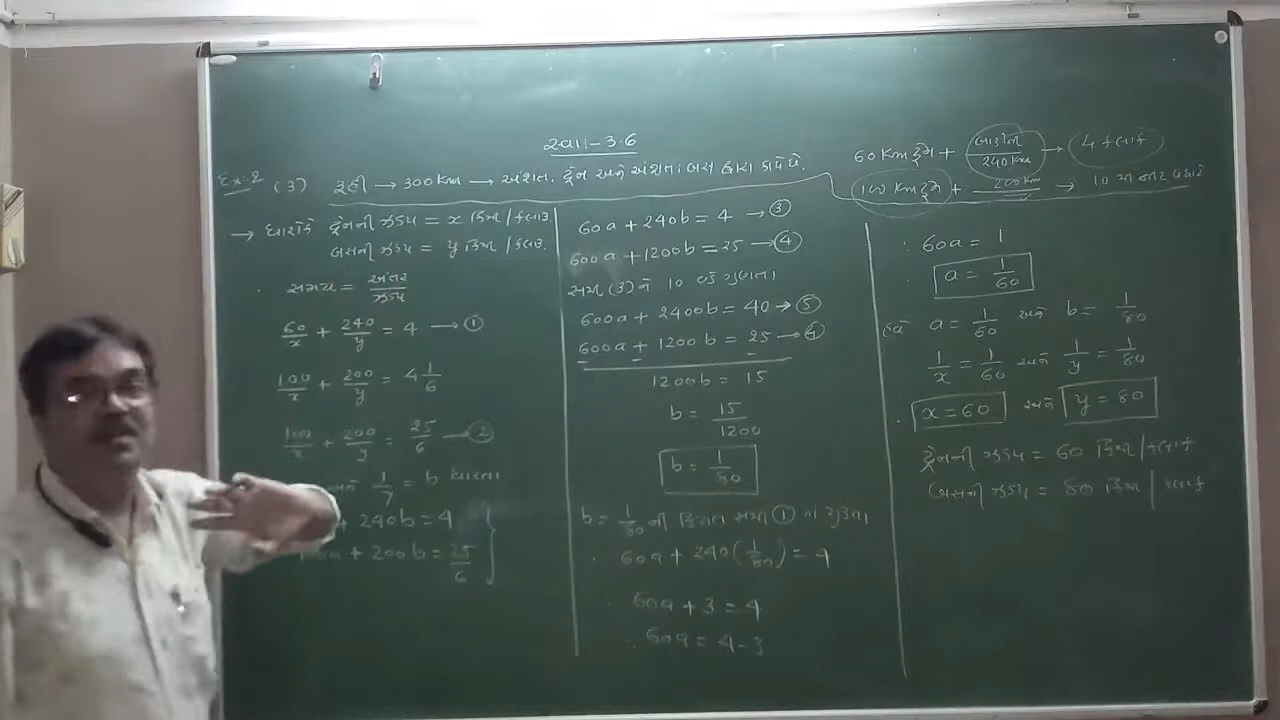 સ્વા-3.6
Ex:2 (3) રૂહી → 300 Km → અંશતઃ ટ્રેન અને અંશતઃ બસ દ્વારા કાપે છે.
60 Km ટ્રેન + બાકીના 240 Km → 4 કલાક
100 Km ટ્રેન + 200 Km → 10 મીનીટ વધારે
→ ધારોકે ટ્રેનની ઝડપ = x કિમી / કલાક
બસની ઝડપ = y કિમી / કલાક.
સમય = અંતર / ઝડપ
60/x + 240/y = 4 → ①
100/x + 200/y = 4 1/6
100/x + 200/y = 25/6 → ②
અને 1/y = b ધારતા
+ 240b = 4
+ 200b = 25/6
60a + 240b = 4 → ③
600a + 1200b = 25 → ④
સમી (3) ને 10 વડે ગુણતા
600a + 2400b = 40 → ⑤
600a + 1200b = 25 → ④
1200b = 15
b = 15/1200
b = 1/80
b = 1/80 ની કિંમત સમી ① માં મુકતા
60a + 240(1/80) = 4
∴ 60a + 3 = 4
∴ 60a = 4 - 3
∴ 60a = 1
a = 1/60
હવે a = 1/60 અને b = 1/80
1/x = 1/60 અને 1/y = 1/80
x = 60 અને y = 80
ટ્રેનની ઝડપ = 60 કિમી / કલાક
બસની ઝડપ = 80 કિમી / કલાક